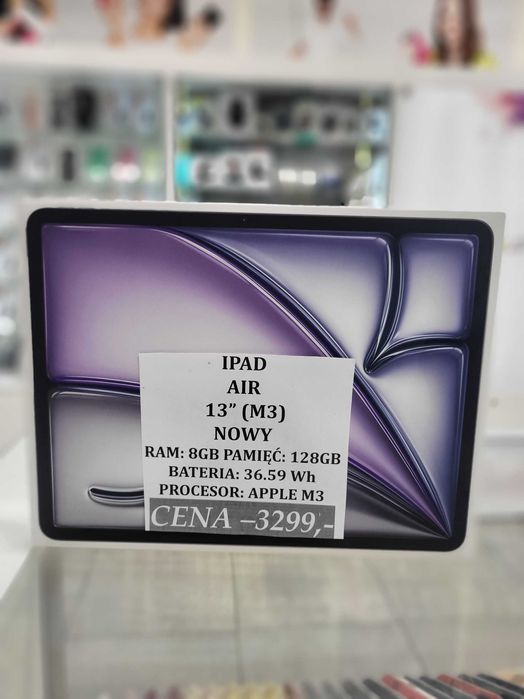 IPAD
AIR
13” (M3)
NOWY
RAM: 8GB PAMIĘĆ: 128GB
BATERIA: 36.59 Wh
PROCESOR: APPLE M3
CENA –3299,-